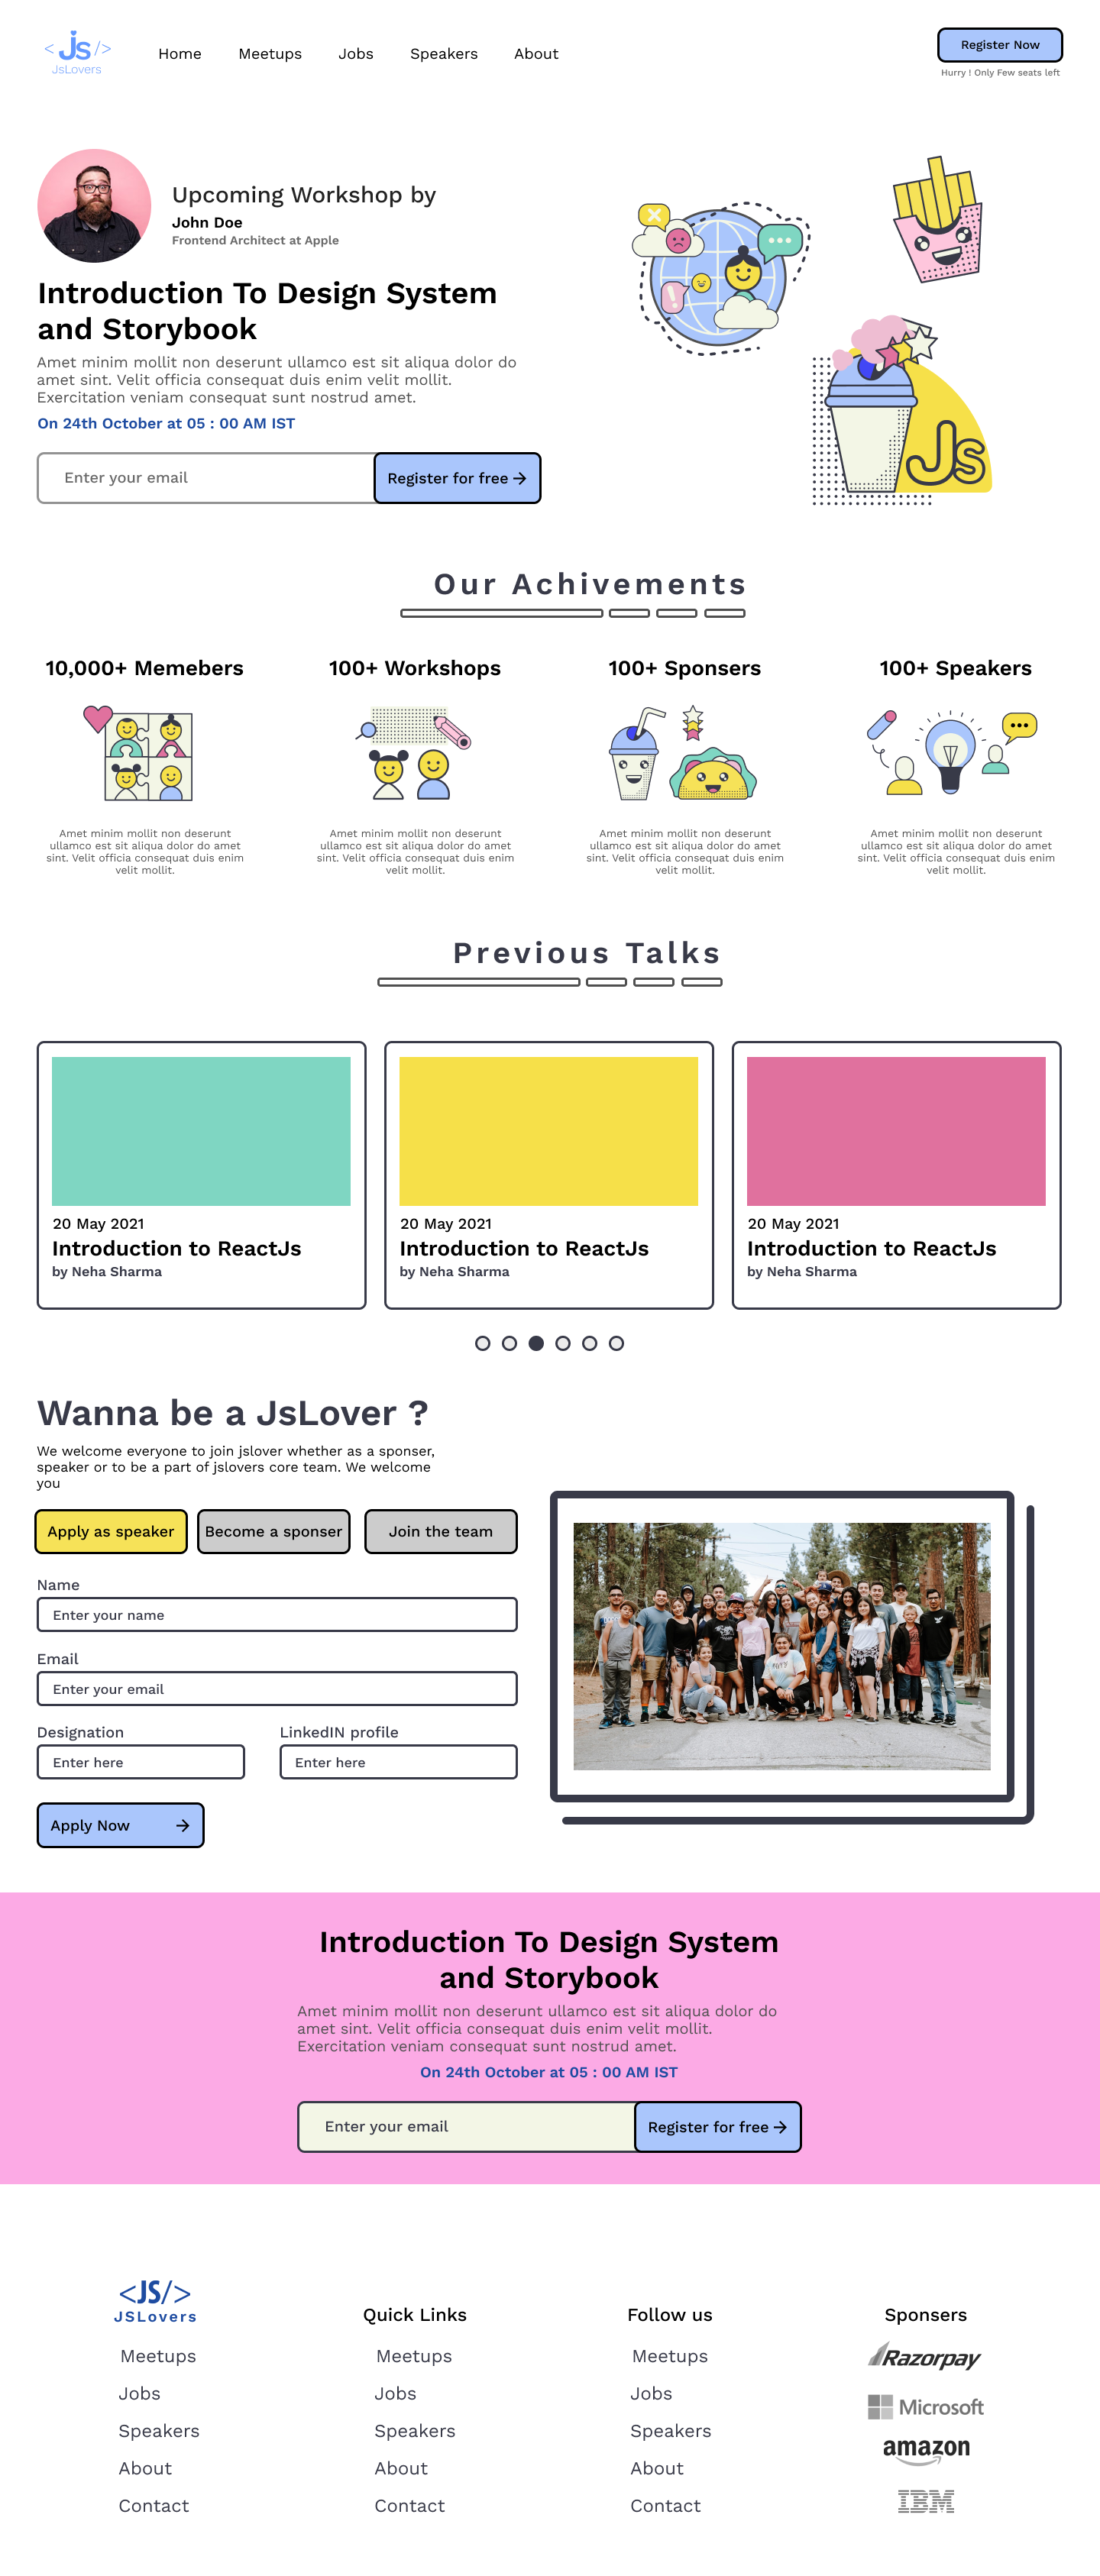 < Js />
JsLovers
Home
Meetups
Jobs
Speakers
About
Register Now
Hurry ! Only Few seats left
Upcoming Workshop by
John Doe
Frontend Architect at Apple
Introduction To Design System
and Storybook
Amet minim mollit non deserunt ullamco est sit aliqua dolor do
amet sint. Velit officia consequat duis enim velit mollit.
Exercitation veniam consequat sunt nostrud amet.
On 24th October at 05 : 00 AM IST
Enter your email
Register for free
Js
Our Achivements
10,000+ Memebers
Amet minim mollit non deserunt
ullamco est sit aliqua dolor do amet
sint. Velit officia consequat duis enim
velit mollit.
100+ Workshops
Amet minim mollit non deserunt
ullamco est sit aliqua dolor do amet
sint. Velit officia consequat duis enim
velit mollit.
100+ Sponsers
Amet minim mollit non deserunt
ullamco est sit aliqua dolor do amet
sint. Velit officia consequat duis enim
velit mollit.
100+ Speakers
Amet minim mollit non deserunt
ullamco est sit aliqua dolor do amet
sint. Velit officia consequat duis enim
velit mollit.
Previous Talks
20 May 2021
Introduction to ReactJs
by Neha Sharma
20 May 2021
Introduction to ReactJs
by Neha Sharma
20 May 2021
Introduction to ReactJs
by Neha Sharma
Wanna be a JsLover ?
We welcome everyone to join jslover whether as a sponser,
speaker or to be a part of jslovers core team. We welcome
you
Apply as speaker
Become a sponser
Join the team
Name
Enter your name
Email
Enter your email
Designation
Enter here
LinkedIN profile
Enter here
Apply Now
Introduction To Design System
and Storybook
Amet minim mollit non deserunt ullamco est sit aliqua dolor do
amet sint. Velit officia consequat duis enim velit mollit.
Exercitation veniam consequat sunt nostrud amet.
On 24th October at 05 : 00 AM IST
Enter your email
Register for free
<JS/>
JSLovers
Meetups
Jobs
Speakers
About
Contact
Quick Links
Meetups
Jobs
Speakers
About
Contact
Follow us
Meetups
Jobs
Speakers
About
Contact
Sponsers
Razorpay
Microsoft
amazon
IBM